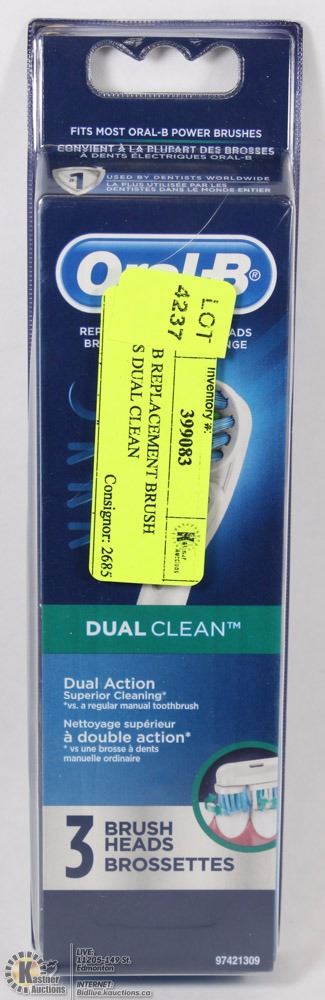 FITS MOST ORAL-B POWER BRUSHES
CONVIENT À LA PLUPART DES BROSSES
À DENTS ÉLECTRIQUES ORAL-B
#1
USED BY DENTISTS WORLDWIDE
LA PLUS UTILISÉE PAR LES
DENTISTES DANS LE MONDE ENTIER
Oral-B®
LOT
4237
Inventory #:
399083
B REPLACEMENT BRUSH
S DUAL CLEAN
Consignor: 2685
Kastner
Auctions
DUAL CLEAN™
Dual Action
Superior Cleaning*
*vs. a regular manual toothbrush
Nettoyage supérieur
à double action*
* vs une brosse à dents
manuelle ordinaire
3 BRUSH
HEADS
BROSSETTES
97421309
K
Kastner
Auctions
LIVE:
11205-149 St.
Edmonton
INTERNET:
Bidlive.kauctions.ca